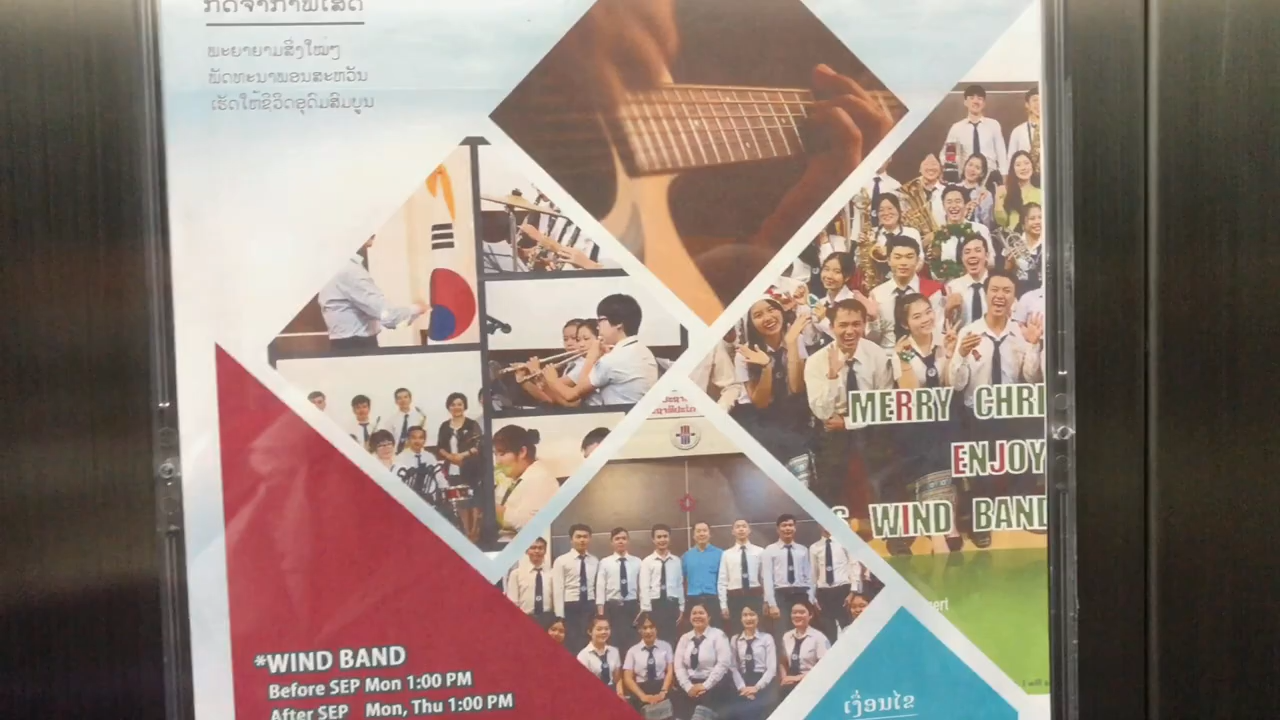 ພະຍາຍາມສິ່ງໃໝ່ໆ
ພັດທະນາພອນສະຫວັນ
ເຮັດໃຫ້ຊີວິດອຸດົມສົມບູນ
MERRY CHRI
ENJOY
WIND BAND
*WIND BAND
Before SEP Mon 1:00 PM
After SEP Mon, Thu 1:00 PM
ເງື່ອນໄຂ